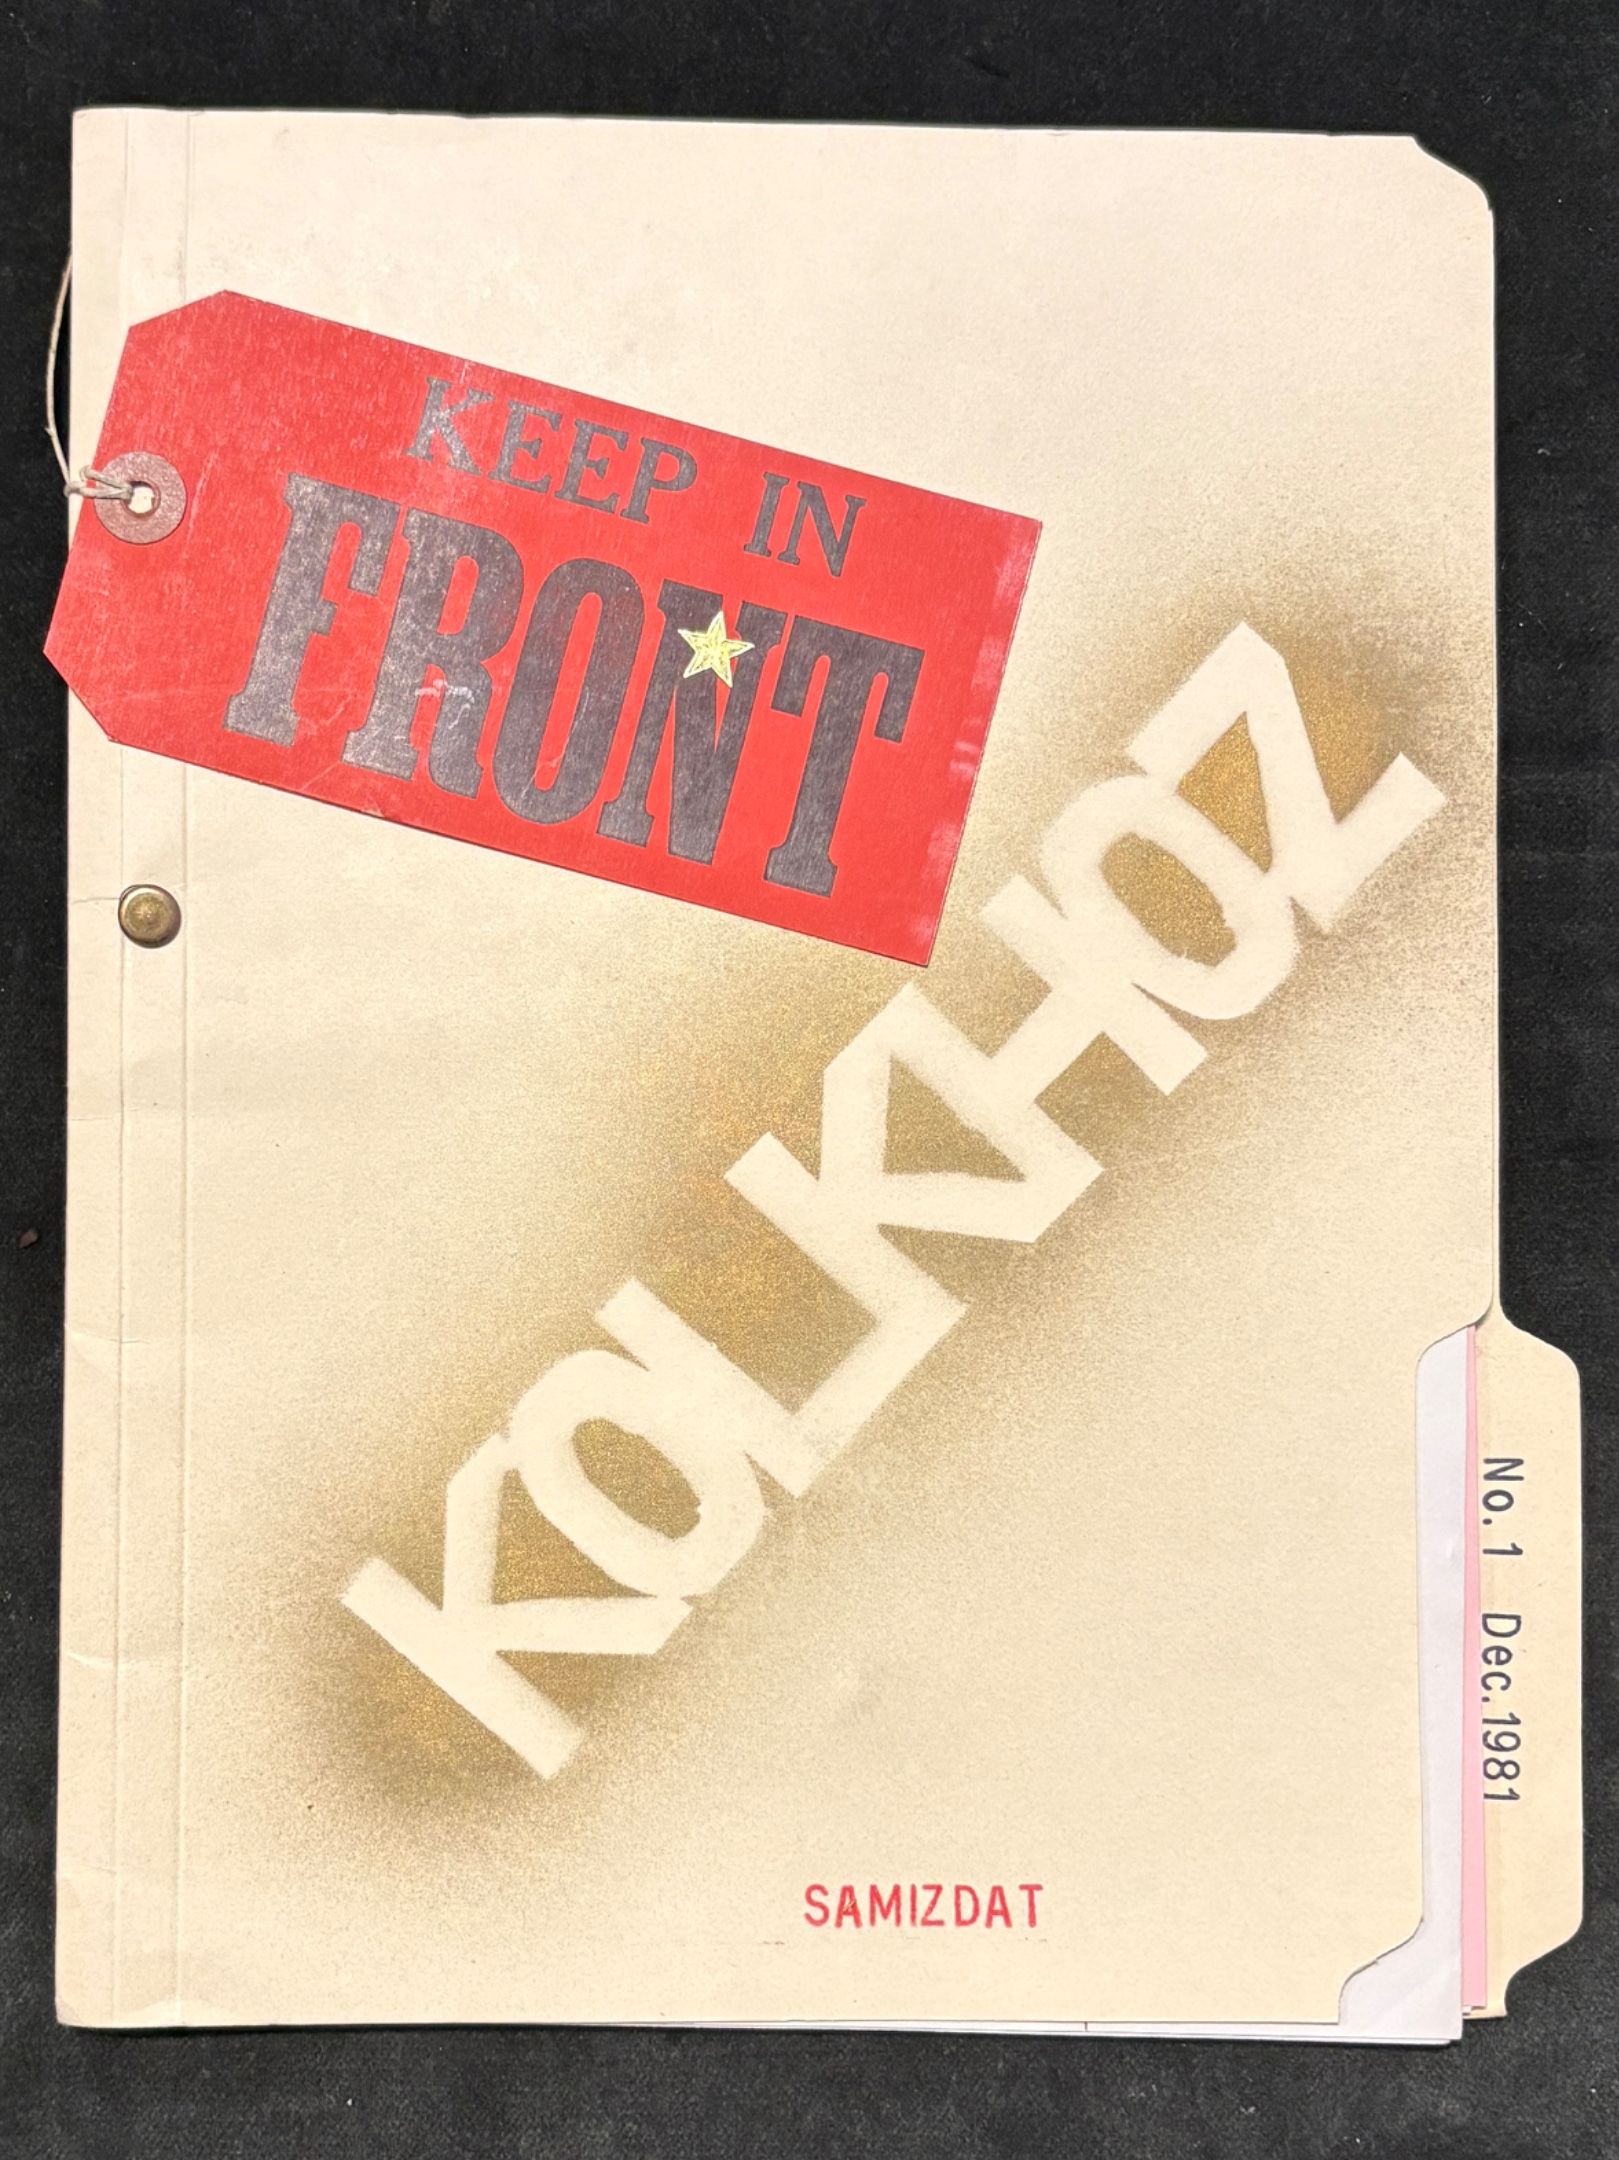 KEEP IN
FRONT
KOLKHOZ
No. 1 Dec. 1981
SAMIZDAT